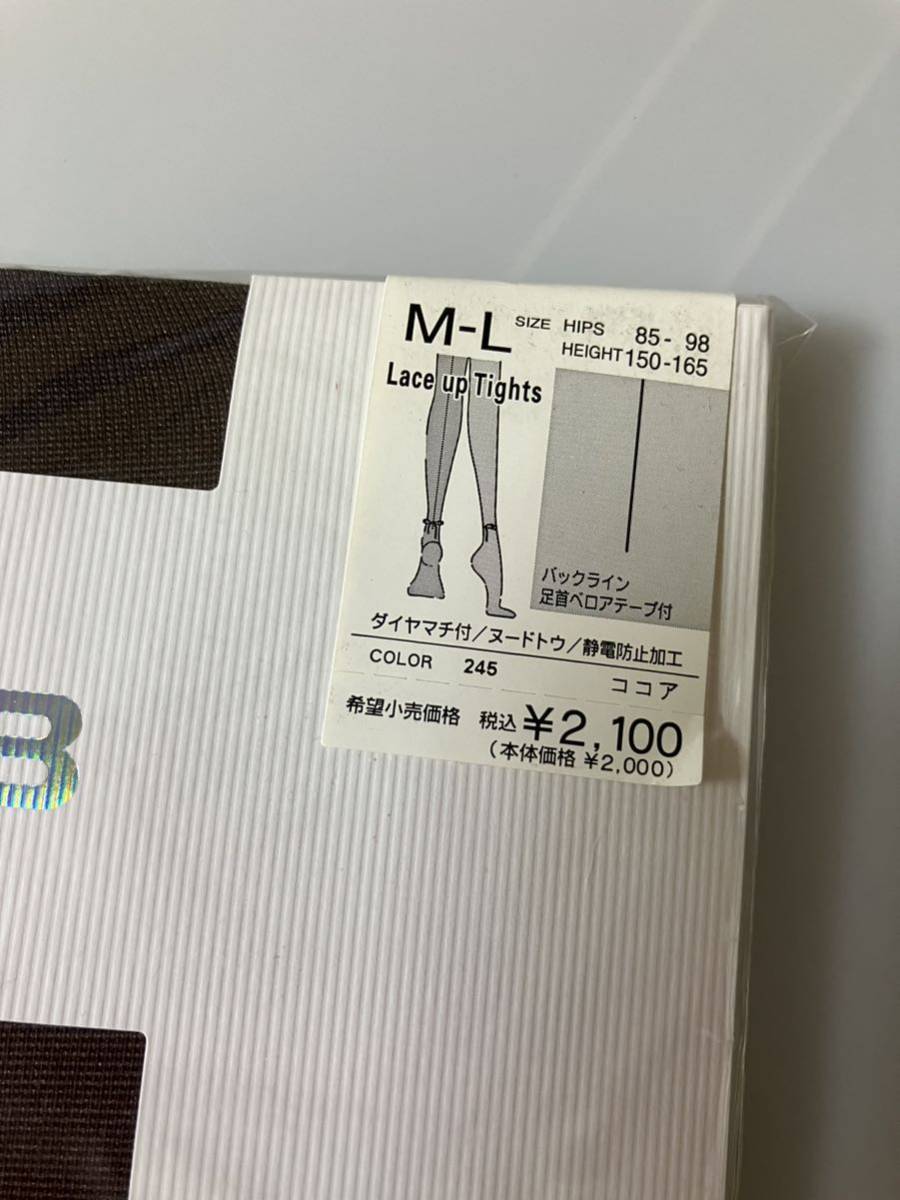 M-L SIZE HIPS 85-98
HEIGHT 150-165
Lace up Tights
バックライン
足首ベロアテープ付
ダイヤマチ付/ヌードトウ/静電防止加工
COLOR 245 ココア
希望小売価格 税込 ¥2,100
(本体価格 ¥2,000)
B